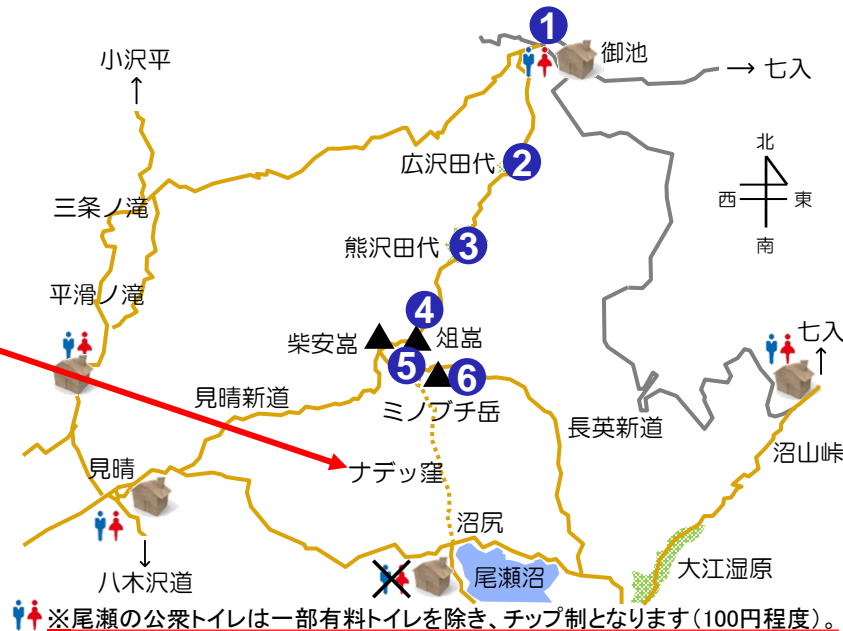 1
御池
→ 七入
小沢平
↑
北
西 東
南
広沢田代
2
三条ノ滝
熊沢田代
3
平滑ノ滝
4
柴安嵓
俎嵓
七入
↑
5
6
見晴新道
ミノブチ岳
長英新道
沼山峠
見晴
ナデッ窪
沼尻
↓
八木沢道
尾瀬沼
大江湿原
※尾瀬の公衆トイレは一部有料トイレを除き、チップ制となります(100円程度)。